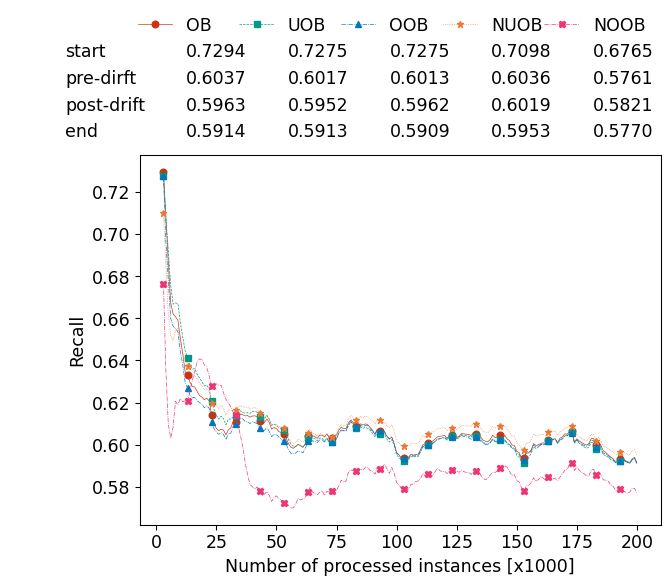 OB UOB OOB NUOB NOOB
start 0.7294 0.7275 0.7275 0.7098 0.6765
pre-dirft 0.6037 0.6017 0.6013 0.6036 0.5761
post-drift 0.5963 0.5952 0.5962 0.6019 0.5821
end 0.5914 0.5913 0.5909 0.5953 0.5770
0.72
0.70
0.68
0.66
0.64
0.62
0.60
0.58
Recall
0 25 50 75 100 125 150 175 200
Number of processed instances [x1000]